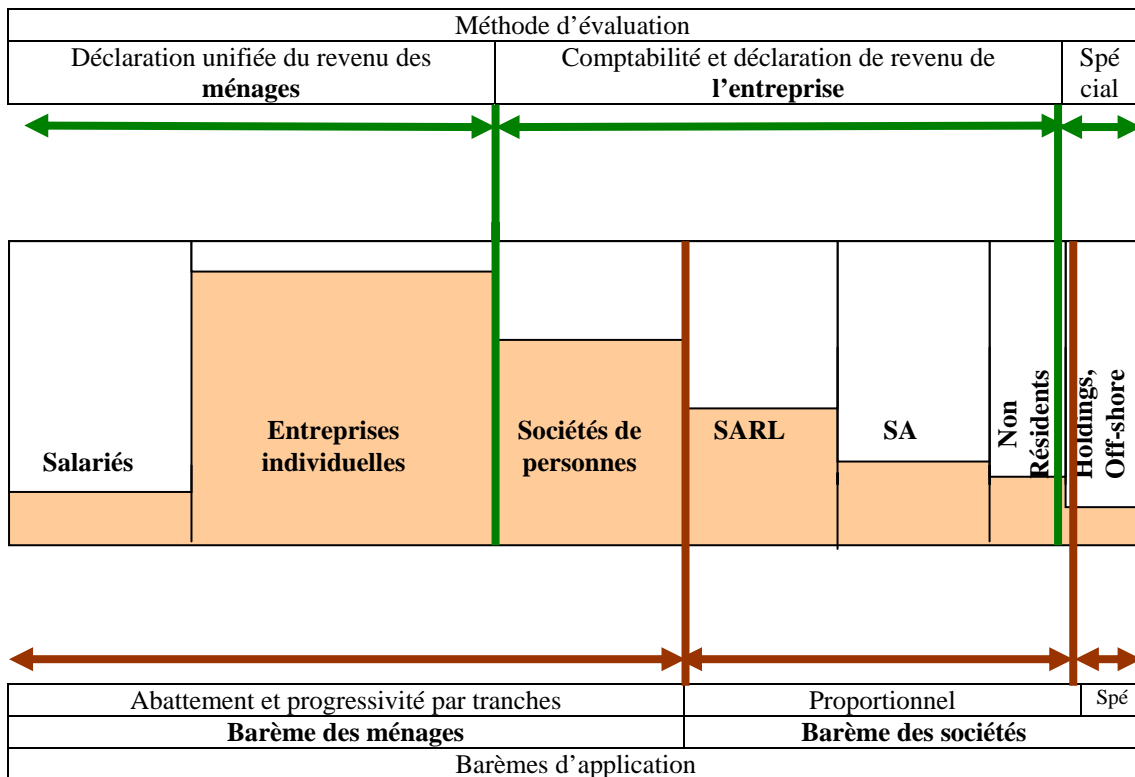 Méthode d'évaluation
Déclaration unifiée du revenu des
ménages
Comptabilité et déclaration de revenu de
l'entreprise
Spé
cial
Salariés
Entreprises
individuelles
Sociétés de
personnes
SARL
SA
Non
Résidents
Holdings,
Off-shore
Abattement et progressivité par tranches
Proportionnel
Spé
Barème des ménages
Barème des sociétés
Barèmes d'application